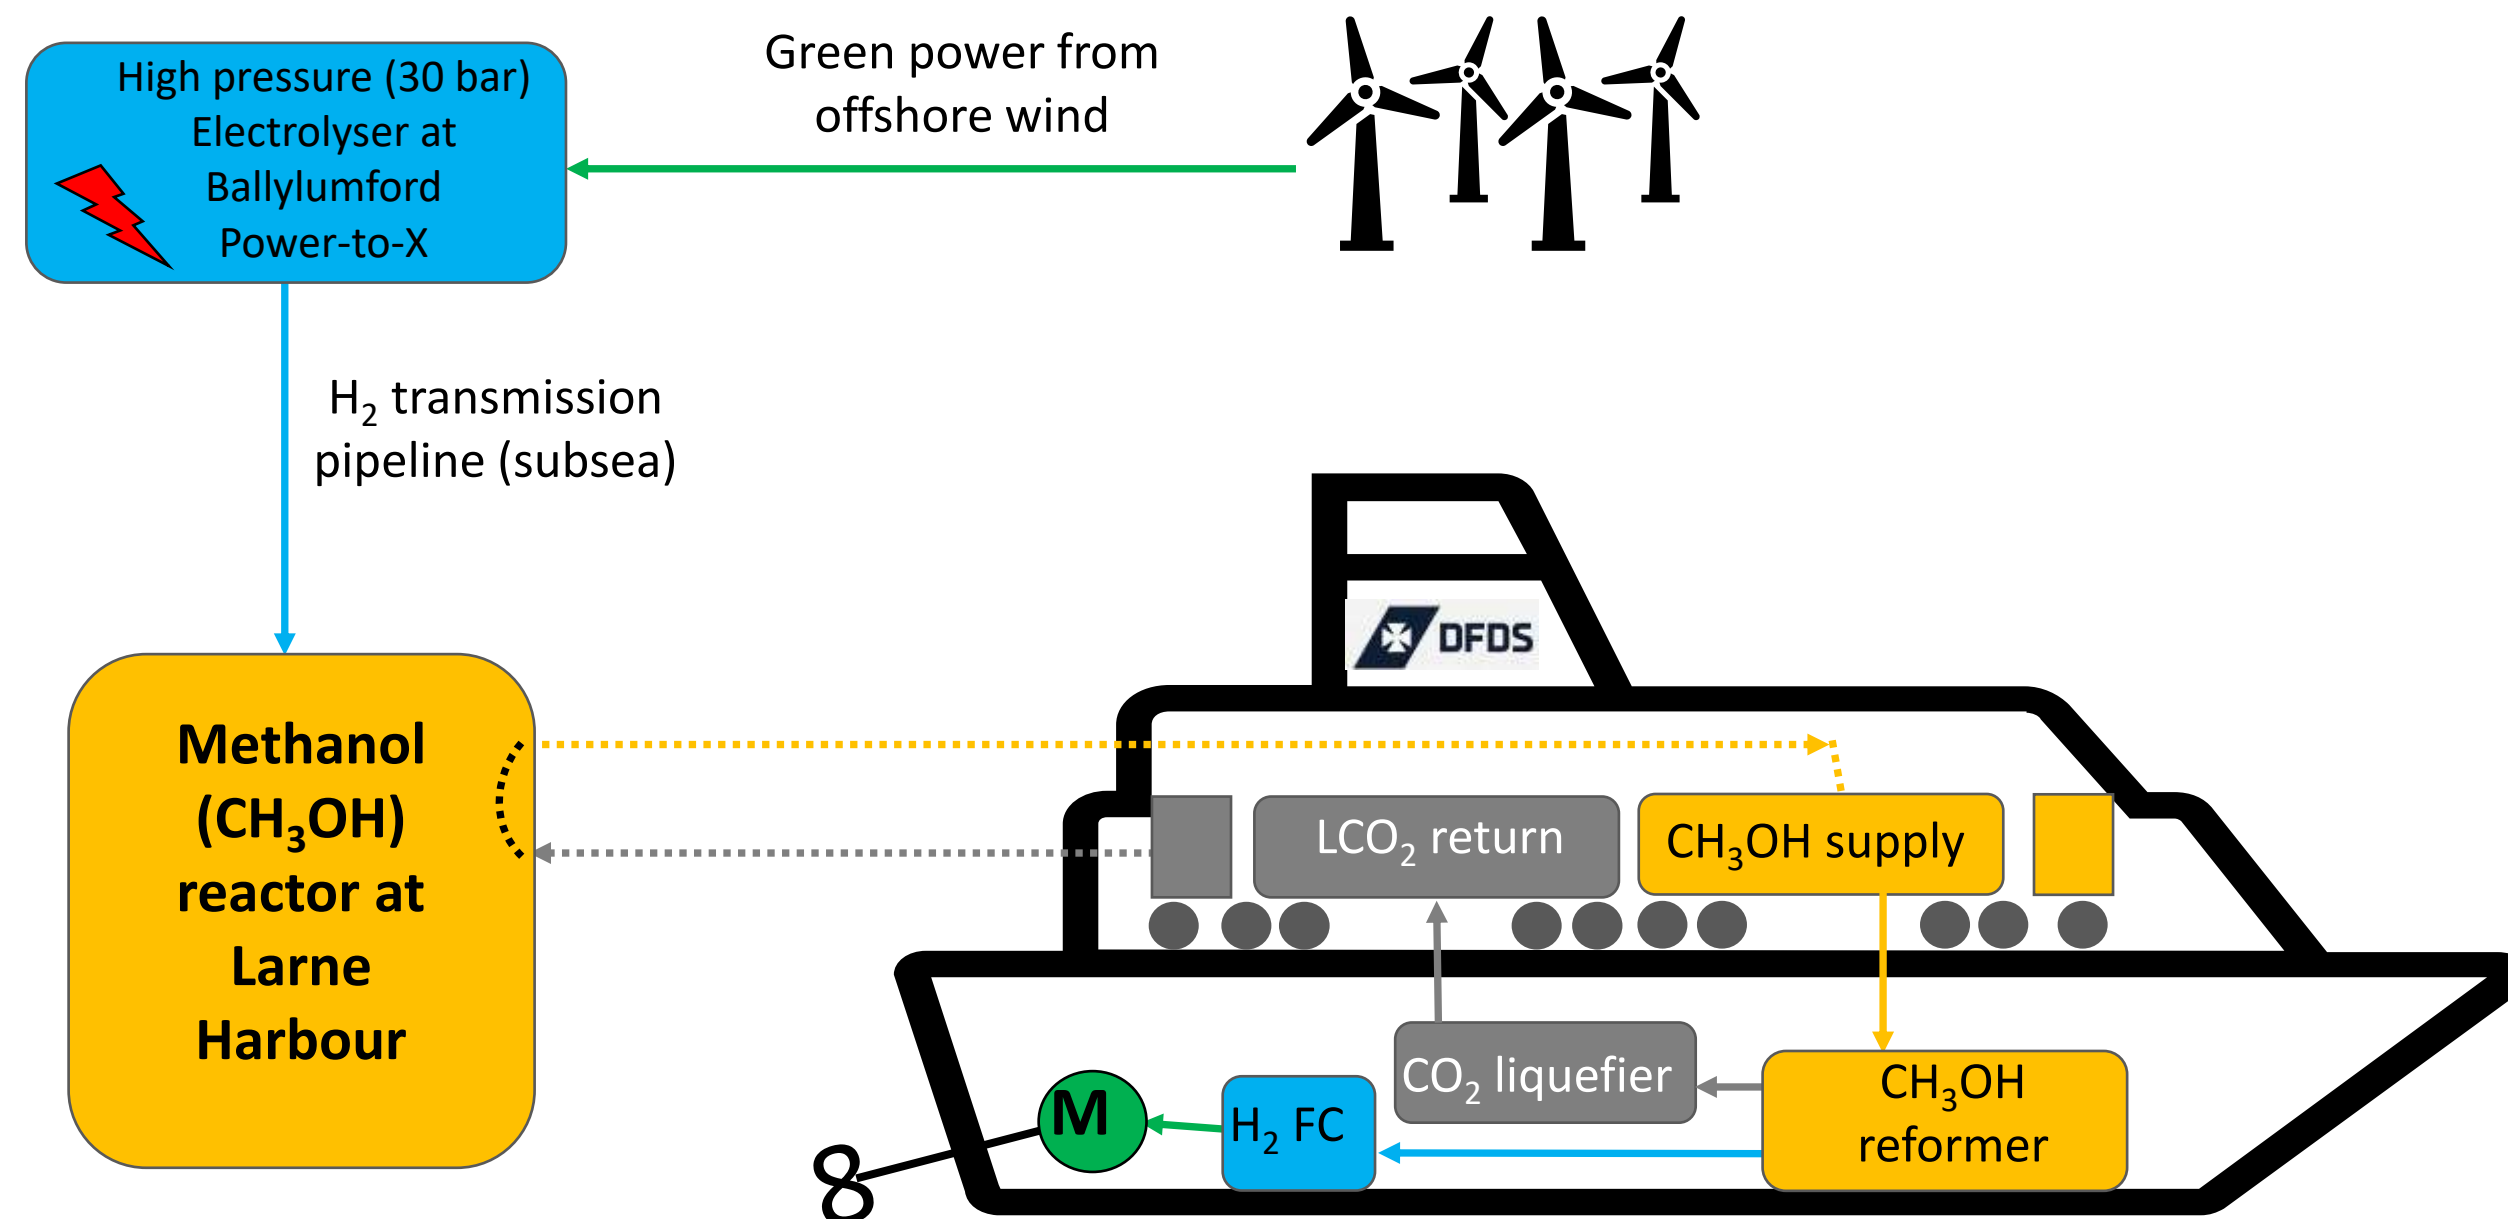 Green power from
offshore wind
High pressure (30 bar)
Electrolyser at
Ballylumford
Power-to-X
H₂ transmission
pipeline (subsea)
DFDS
Methanol
(CH₃OH)
reactor at
Larne
Harbour
LCO₂ return
CH₃OH supply
CO₂ liquefier
CH₃OH
reformer
M
H₂ FC
8